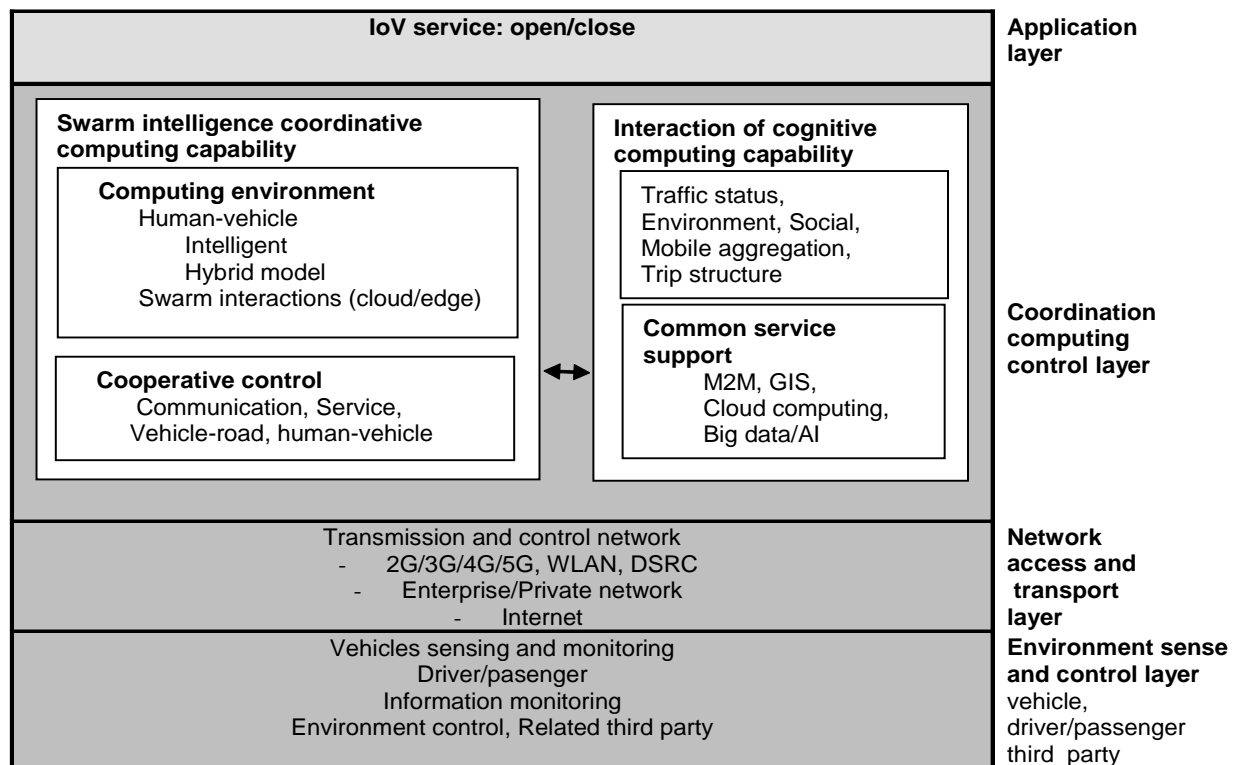 IoV service: open/close
Application
layer
Swarm intelligence coordinative
computing capability
Computing environment
Human-vehicle
Intelligent
Hybrid model
Swarm interactions (cloud/edge)
Cooperative control
Communication, Service,
Vehicle-road, human-vehicle
Interaction of cognitive
computing capability
Traffic status,
Environment, Social,
Mobile aggregation,
Trip structure
Common service
support
M2M, GIS,
Cloud computing,
Big data/AI
Coordination
computing
control layer
Transmission and control network
- 2G/3G/4G/5G, WLAN, DSRC
- Enterprise/Private network
- Internet
Network
access and
transport
layer
Vehicles sensing and monitoring
Driver/pasenger
Information monitoring
Environment control, Related third party
Environment sense
and control layer
vehicle,
driver/passenger
third party